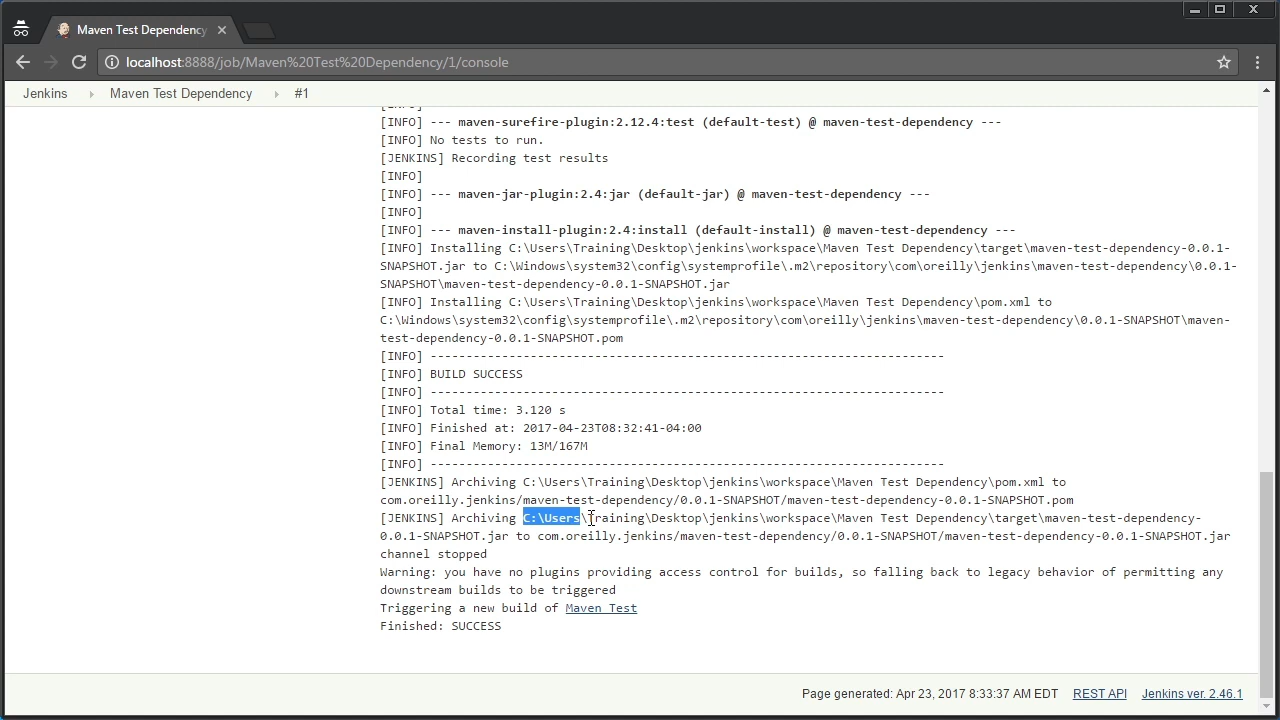 Maven Test Dependency
localhost:8888/job/Maven%20Test%20Dependency/1/console
Jenkins Maven Test Dependency #1
[INFO]
[INFO] --- maven-surefire-plugin:2.12.4:test (default-test) @ maven-test-dependency ---
[INFO] No tests to run.
[JENKINS] Recording test results
[INFO]
[INFO] --- maven-jar-plugin:2.4:jar (default-jar) @ maven-test-dependency ---
[INFO]
[INFO] --- maven-install-plugin:2.4:install (default-install) @ maven-test-dependency ---
[INFO] Installing C:\Users\Training\Desktop\jenkins\workspace\Maven Test Dependency\target\maven-test-dependency-0.0.1-
SNAPSHOT.jar to C:\Windows\system32\config\systemprofile\.m2\repository\com\oreilly\jenkins\maven-test-dependency\0.0.1-
SNAPSHOT\maven-test-dependency-0.0.1-SNAPSHOT.jar
[INFO] Installing C:\Users\Training\Desktop\jenkins\workspace\Maven Test Dependency\pom.xml to
C:\Windows\system32\config\systemprofile\.m2\repository\com\oreilly\jenkins\maven-test-dependency\0.0.1-SNAPSHOT\maven-
test-dependency-0.0.1-SNAPSHOT.pom
[INFO] ------------------------------------------------------------------------
[INFO] BUILD SUCCESS
[INFO] ------------------------------------------------------------------------
[INFO] Total time: 3.120 s
[INFO] Finished at: 2017-04-23T08:32:41-04:00
[INFO] Final Memory: 13M/167M
[INFO] ------------------------------------------------------------------------
[JENKINS] Archiving C:\Users\Training\Desktop\jenkins\workspace\Maven Test Dependency\pom.xml to
com.oreilly.jenkins/maven-test-dependency/0.0.1-SNAPSHOT/maven-test-dependency-0.0.1-SNAPSHOT.pom
[JENKINS] Archiving C:\Users\Training\Desktop\jenkins\workspace\Maven Test Dependency\target\maven-test-dependency-
0.0.1-SNAPSHOT.jar to com.oreilly.jenkins/maven-test-dependency/0.0.1-SNAPSHOT/maven-test-dependency-0.0.1-SNAPSHOT.jar
channel stopped
Warning: you have no plugins providing access control for builds, so falling back to legacy behavior of permitting any
downstream builds to be triggered
Triggering a new build of Maven Test
Finished: SUCCESS
Page generated: Apr 23, 2017 8:33:37 AM EDT REST API Jenkins ver. 2.46.1